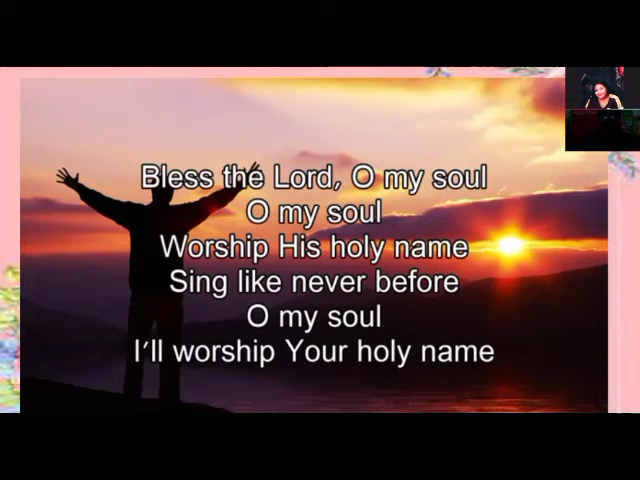 Bless the Lord, O my soul
O my soul
Worship His holy name
Sing like never before
O my soul
I'll worship Your holy name